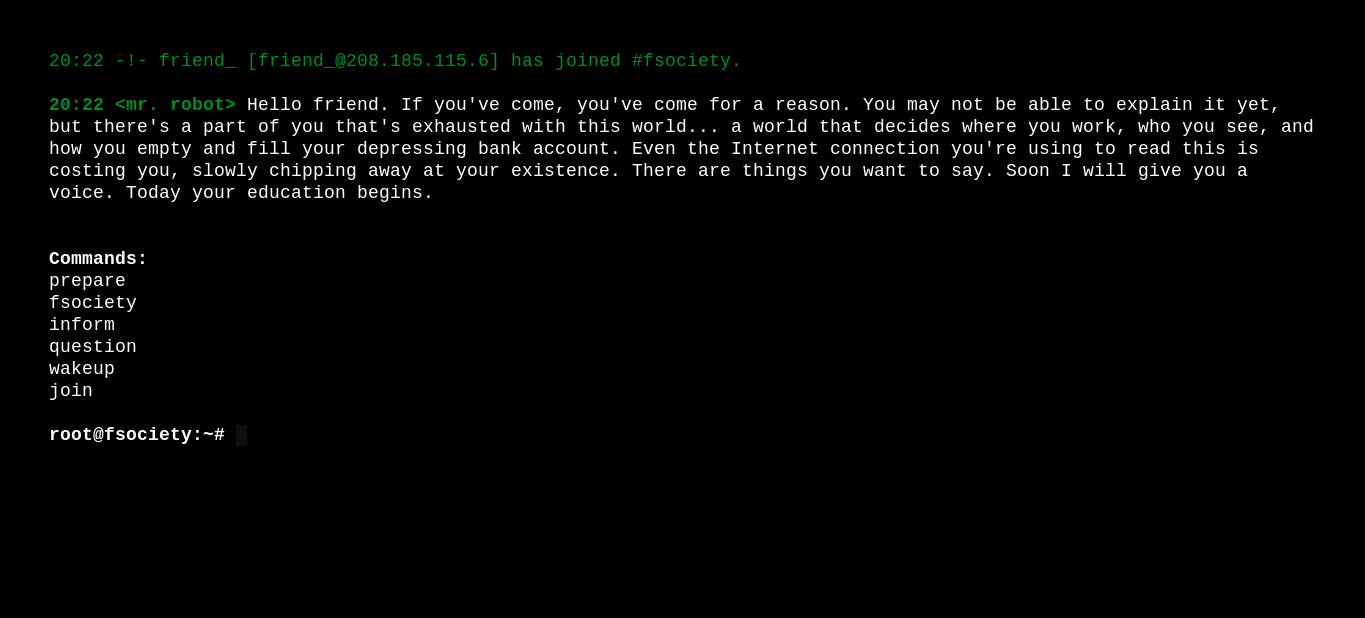 20:22 -!- friend_ [friend_@208.185.115.6] has joined #fsociety.
20:22 <mr. robot> Hello friend. If you've come, you've come for a reason. You may not be able to explain it yet,
but there's a part of you that's exhausted with this world... a world that decides where you work, who you see, and
how you empty and fill your depressing bank account. Even the Internet connection you're using to read this is
costing you, slowly chipping away at your existence. There are things you want to say. Soon I will give you a
voice. Today your education begins.
Commands:
prepare
fsociety
inform
question
wakeup
join
root@fsociety:~#